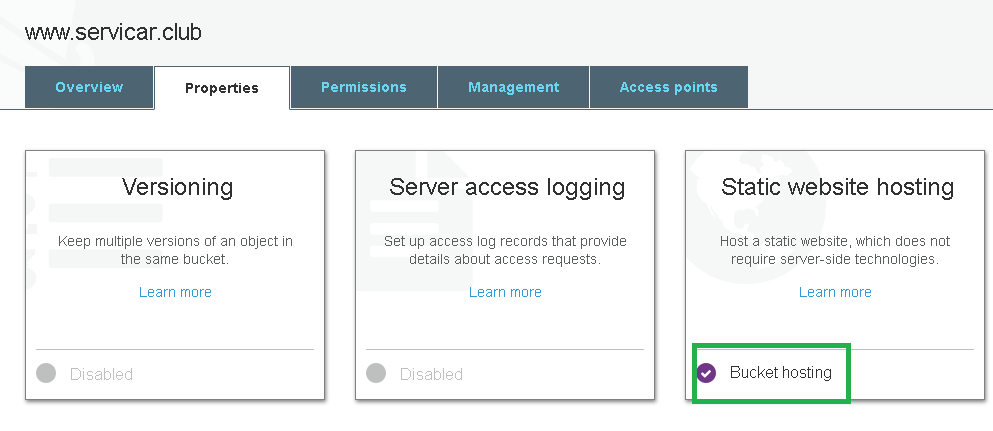 www.servicar.club
Overview
Properties
Permissions
Management
Access points
Versioning
Keep multiple versions of an object in
the same bucket.
Learn more
Disabled
Server access logging
Set up access log records that provide
details about access requests.
Learn more
Disabled
Static website hosting
Host a static website, which does not
require server-side technologies.
Learn more
Bucket hosting